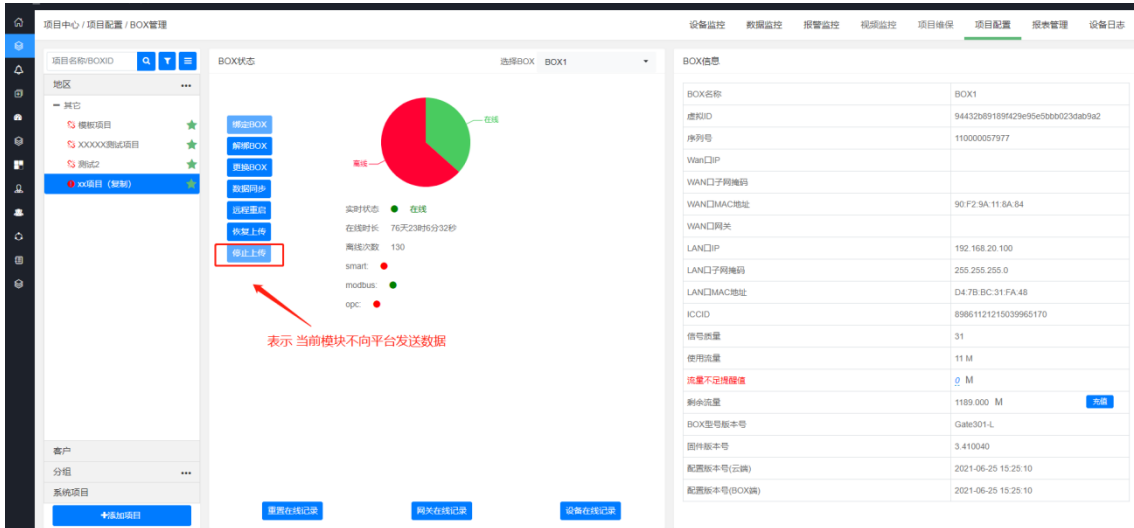 项目中心 / 项目配置 / BOX管理
设备监控 数据监控 报警监控 视频监控 项目维保 项目配置 报表管理 设备日志
项目名称/BOXID
地区
其它
模板项目
XXXXX测试项目
测试2
xx项目（复制）
客户
分组
系统项目
+添加项目
BOX状态
选择BOX BOX1
绑定BOX
解绑BOX
更换BOX
数据同步
远程重启
恢复上传
停止上传
在线
离线
实时状态 在线
在线时长 76天23时6分32秒
离线次数 130
smart:
modbus:
opc:
表示 当前模块不向平台发送数据
重置在线记录
网关在线记录
设备在线记录
BOX信息
BOX名称 BOX1
虚拟ID 94432b89189f429e95e5bbb023dab9a2
序列号 110000057977
Wan口IP
WAN口子网掩码
WAN口MAC地址 90:F2:9A:11:8A:84
WAN口网关
LAN口IP 192.168.20.100
LAN口子网掩码 255.255.255.0
LAN口MAC地址 D4:7B:BC:31:FA:48
ICCID 89861121215039965170
信号质量 31
使用流量 11 M
流量不足提醒值 0 M
剩余流量 1189.000 M 充值
BOX型号版本号 Gate301-L
固件版本号 3.410040
配置版本号(云端) 2021-06-25 15:25:10
配置版本号(BOX端) 2021-06-25 15:25:10